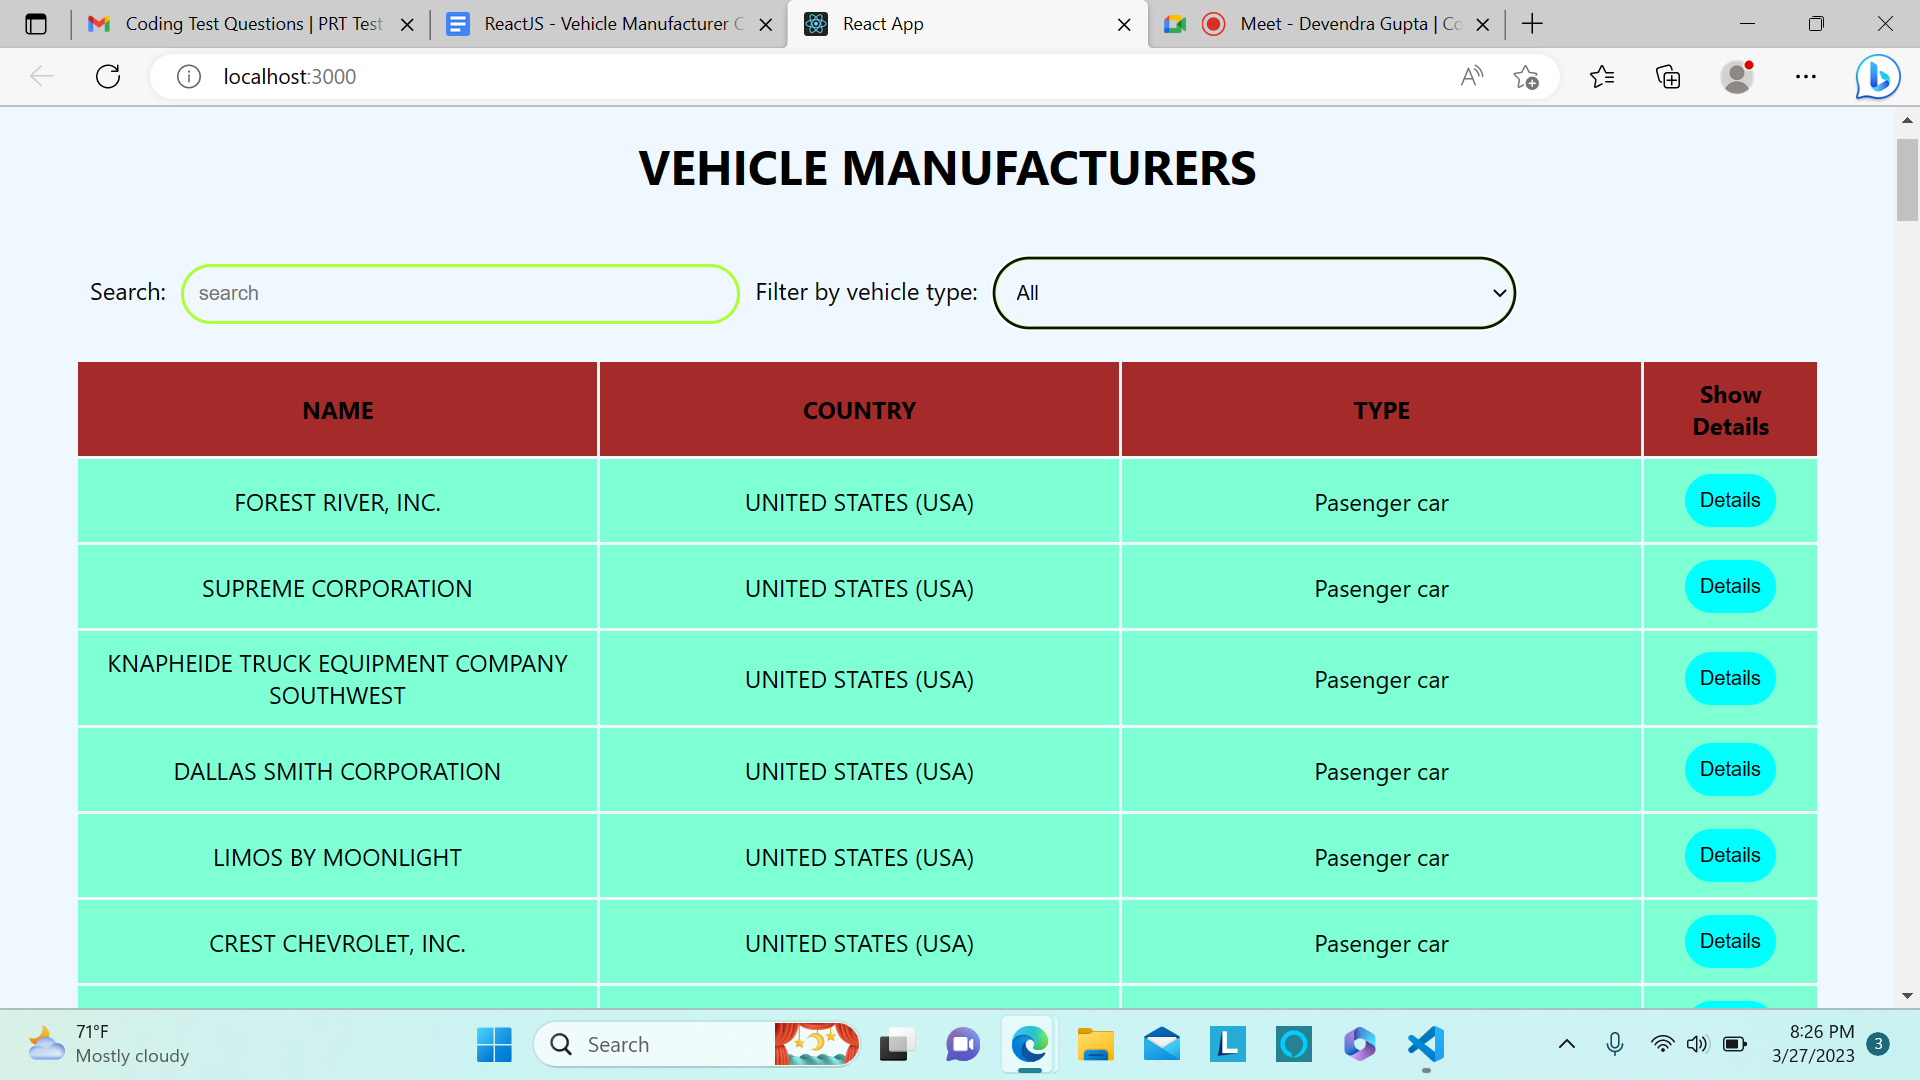 Coding Test Questions | PRT Test
ReactJS - Vehicle Manufacturer C
React App
Meet - Devendra Gupta | Co
localhost:3000
VEHICLE MANUFACTURERS
Search: search Filter by vehicle type: All
NAME COUNTRY TYPE Show
Details
FOREST RIVER, INC. UNITED STATES (USA) Pasenger car Details
SUPREME CORPORATION UNITED STATES (USA) Pasenger car Details
KNAPHEIDE TRUCK EQUIPMENT COMPANY
SOUTHWEST UNITED STATES (USA) Pasenger car Details
DALLAS SMITH CORPORATION UNITED STATES (USA) Pasenger car Details
LIMOS BY MOONLIGHT UNITED STATES (USA) Pasenger car Details
CREST CHEVROLET, INC. UNITED STATES (USA) Pasenger car Details
71°F
Mostly cloudy
Search
8:26 PM
3/27/2023
3